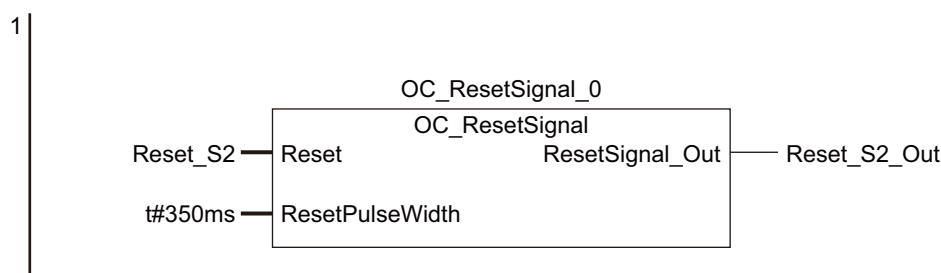 1
OC_ResetSignal_0
OC_ResetSignal
Reset_S2 Reset ResetSignal_Out Reset_S2_Out
t#350ms ResetPulseWidth